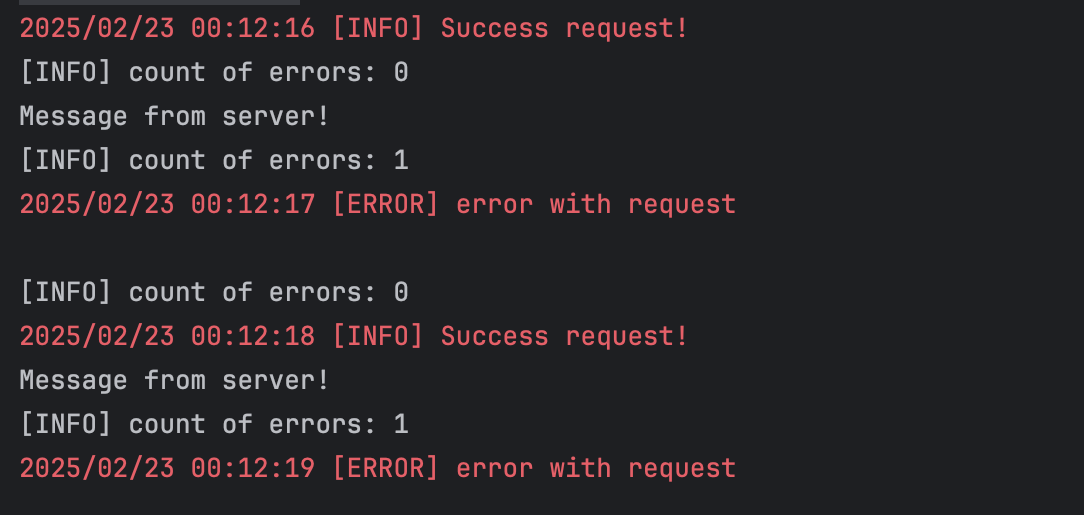 2025/02/23 00:12:16 [INFO] Success request!
[INFO] count of errors: 0
Message from server!
[INFO] count of errors: 1
2025/02/23 00:12:17 [ERROR] error with request
[INFO] count of errors: 0
2025/02/23 00:12:18 [INFO] Success request!
Message from server!
[INFO] count of errors: 1
2025/02/23 00:12:19 [ERROR] error with request